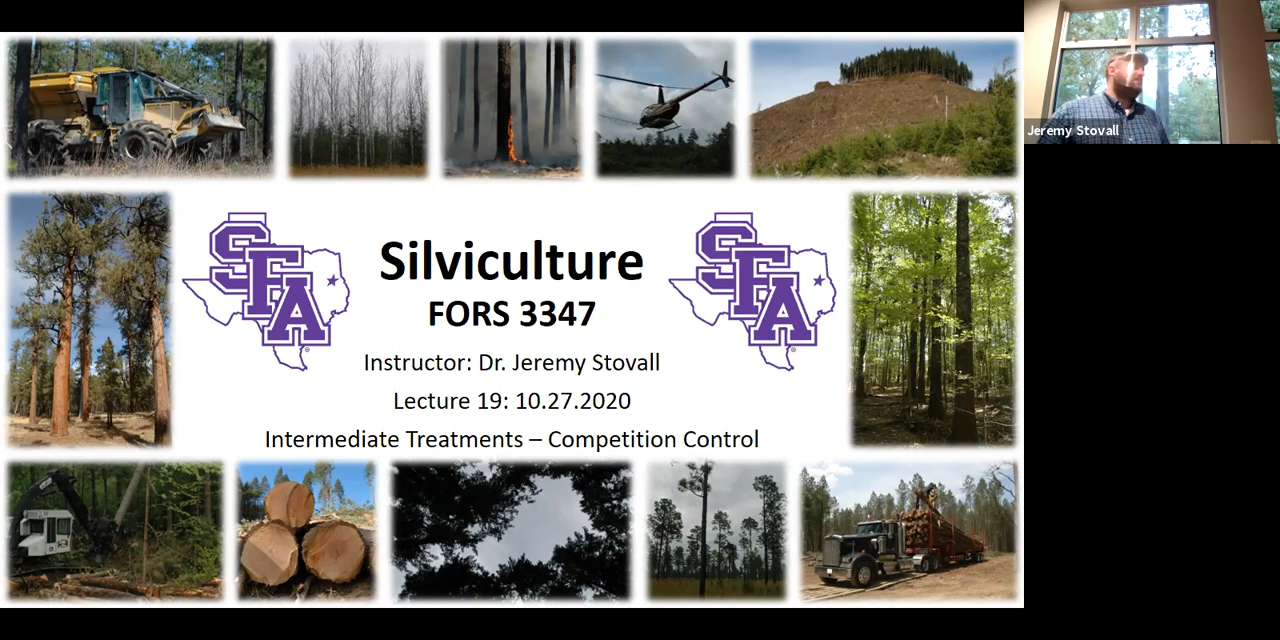 Jeremy Stovall
SFA
SFA
Silviculture
FORS 3347
Instructor: Dr. Jeremy Stovall
Lecture 19: 10.27.2020
Intermediate Treatments – Competition Control